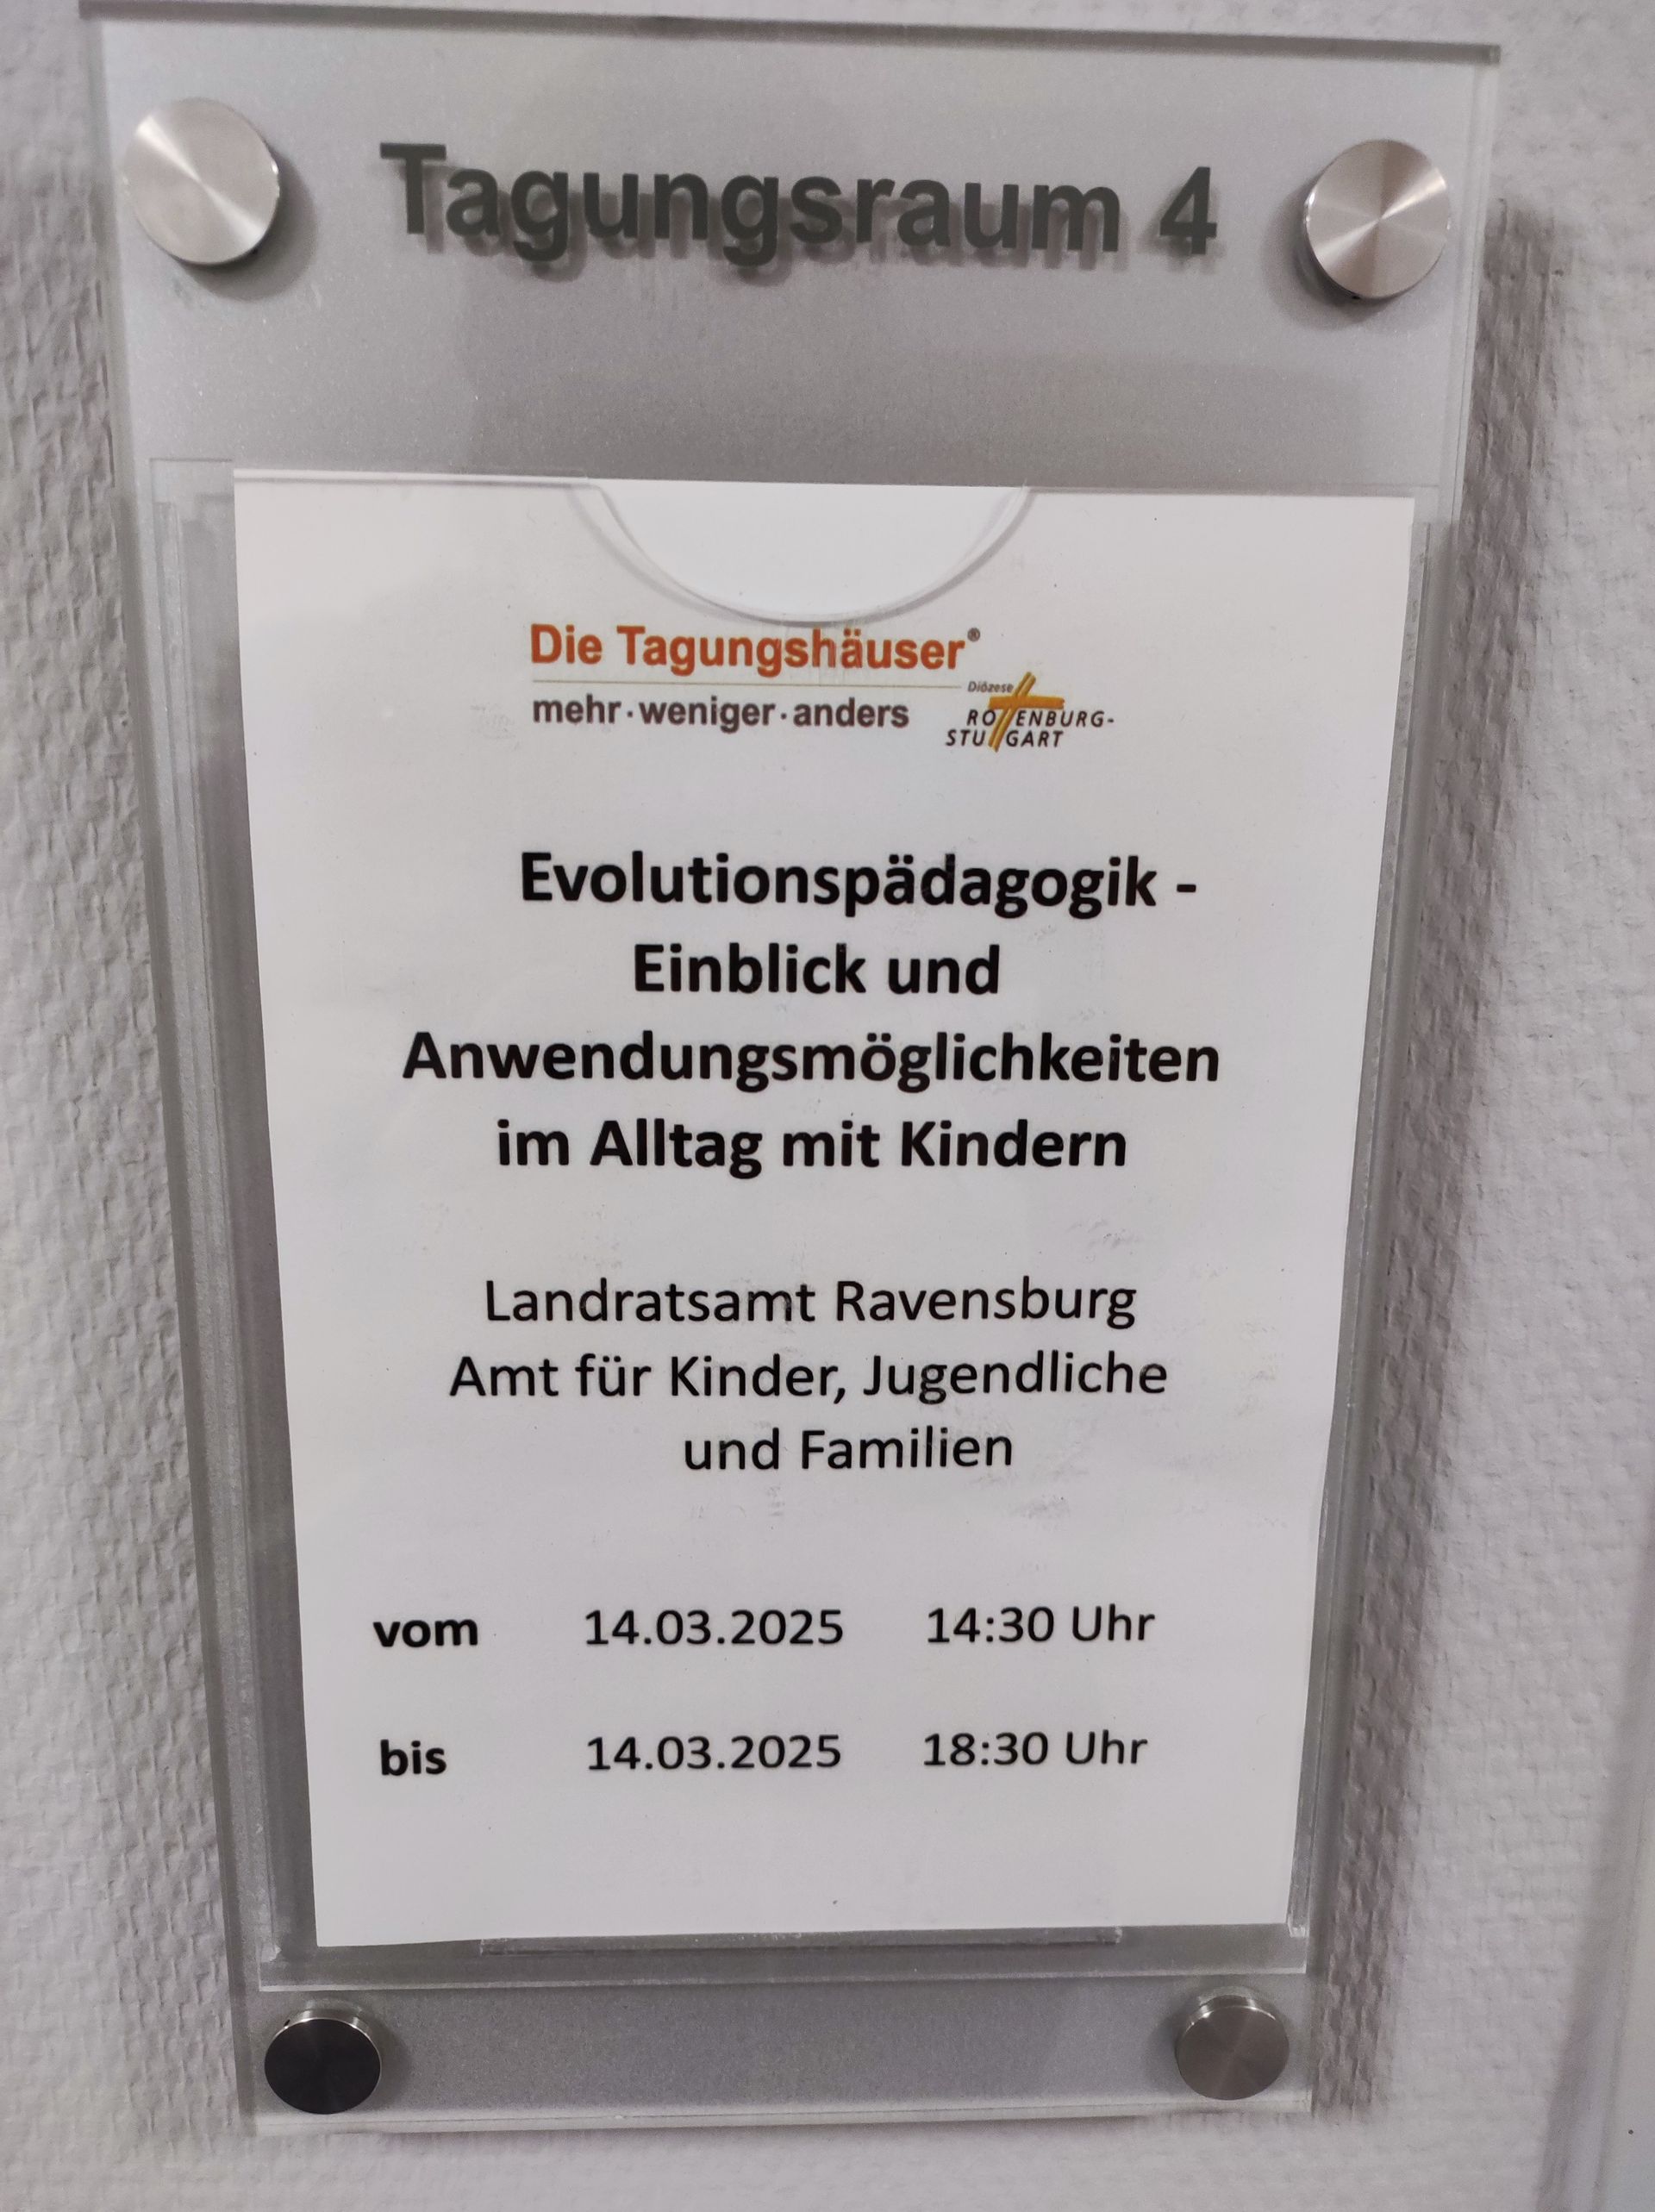 Tagungsraum 4
Die Tagungshäuser®
mehr · weniger · anders
Diözese
ROTTENBURG-
STUTTGART
Evolutionspädagogik -
Einblick und
Anwendungsmöglichkeiten
im Alltag mit Kindern
Landratsamt Ravensburg
Amt für Kinder, Jugendliche
und Familien
vom 14.03.2025 14:30 Uhr
bis 14.03.2025 18:30 Uhr